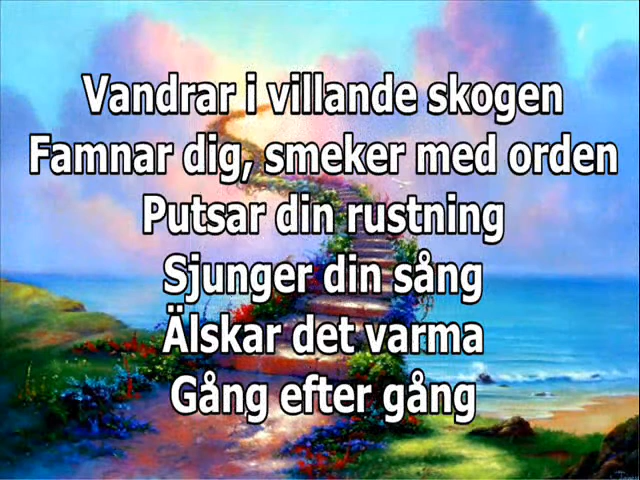 Vandrar i villande skogen
Famnar dig, smeker med orden
Putsar din rustning
Sjunger din sång
Älskar det varma
Gång efter gång